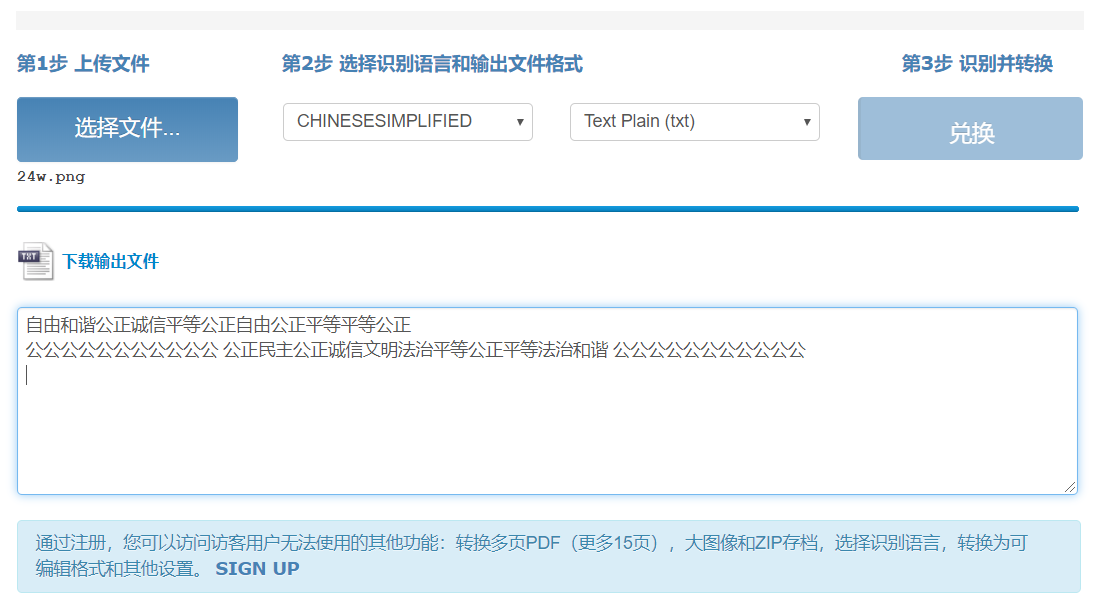 第1步 上传文件
第2步 选择识别语言和输出文件格式
第3步 识别并转换
选择文件...
CHINESESIMPLIFIED
Text Plain (txt)
兑换
24w.png
TXT
下载输出文件
自由和谐公正诚信平等公正自由公正平等平等公正
公公公公公公公公公公公 公正民主公正诚信文明法治平等公正平等法治和谐 公公公公公公公公公公公
通过注册，您可以访问访客用户无法使用的其他功能：转换多页PDF（更多15页），大图像和ZIP存档，选择识别语言，转换为可
编辑格式和其他设置。 SIGN UP